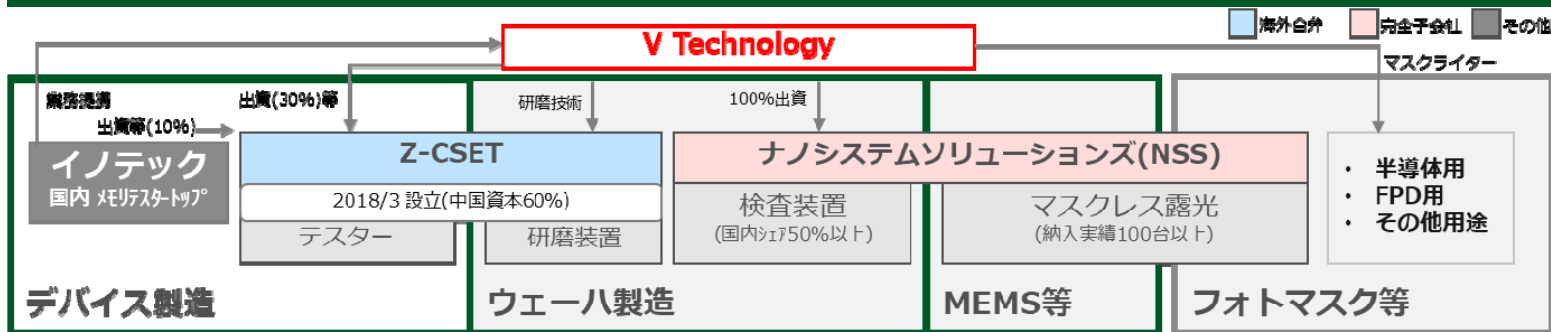 海外合弁 完全子会社 その他
V Technology
マスクライター
業務提携
出資(30%)等
研磨技術
100%出資
出資等(10%)
イノテック
国内 ﾒﾓﾘﾃｽﾀｰﾄｯﾌﾟ
Z-CSET
2018/3 設立(中国資本60%)
テスター
研磨装置
ナノシステムソリューションズ(NSS)
検査装置
(国内ｼｪｱ50%以上)
マスクレス露光
(納入実績100台以上)
・ 半導体用
・ FPD用
・ その他用途
デバイス製造
ウェーハ製造
MEMS等
フォトマスク等